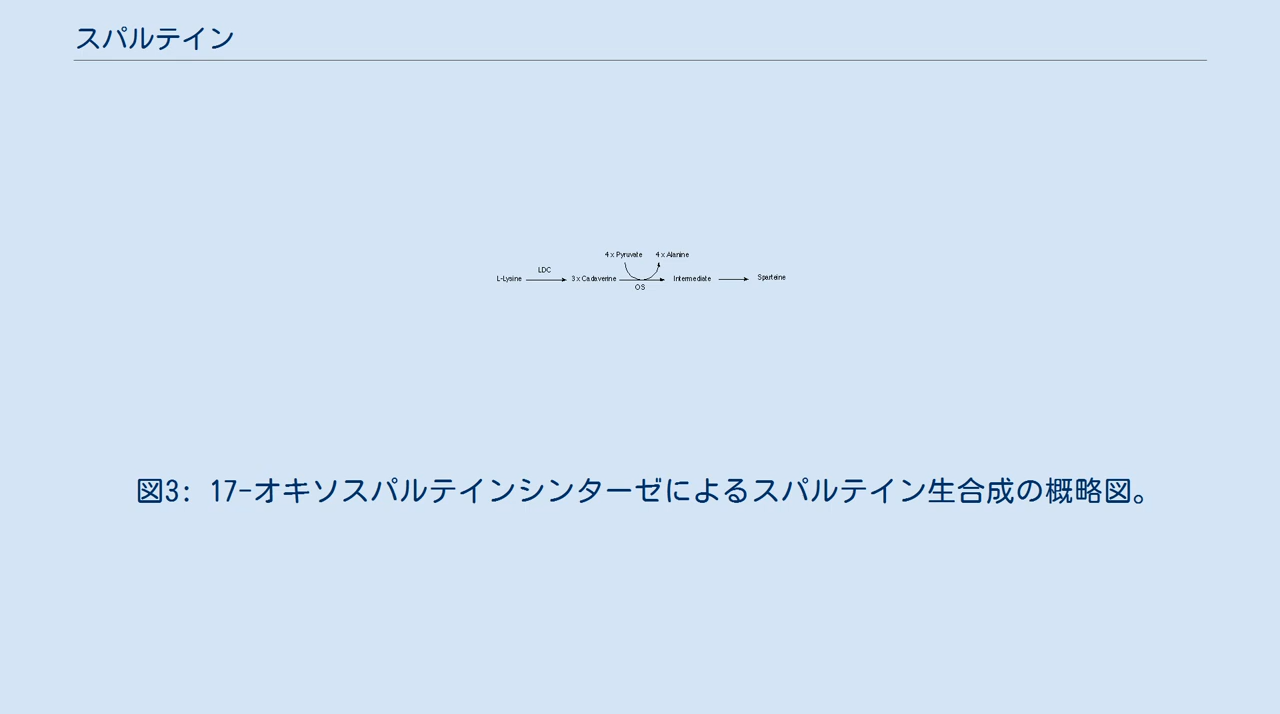 スパルテイン
4 x Pyruvate 4 x Alanine
LDC
L-Lysine 3 x Cadaverine Intermediate Sparteine
OS
図3: 17-オキソスパルテインシンターゼによるスパルテイン生合成の概略図。